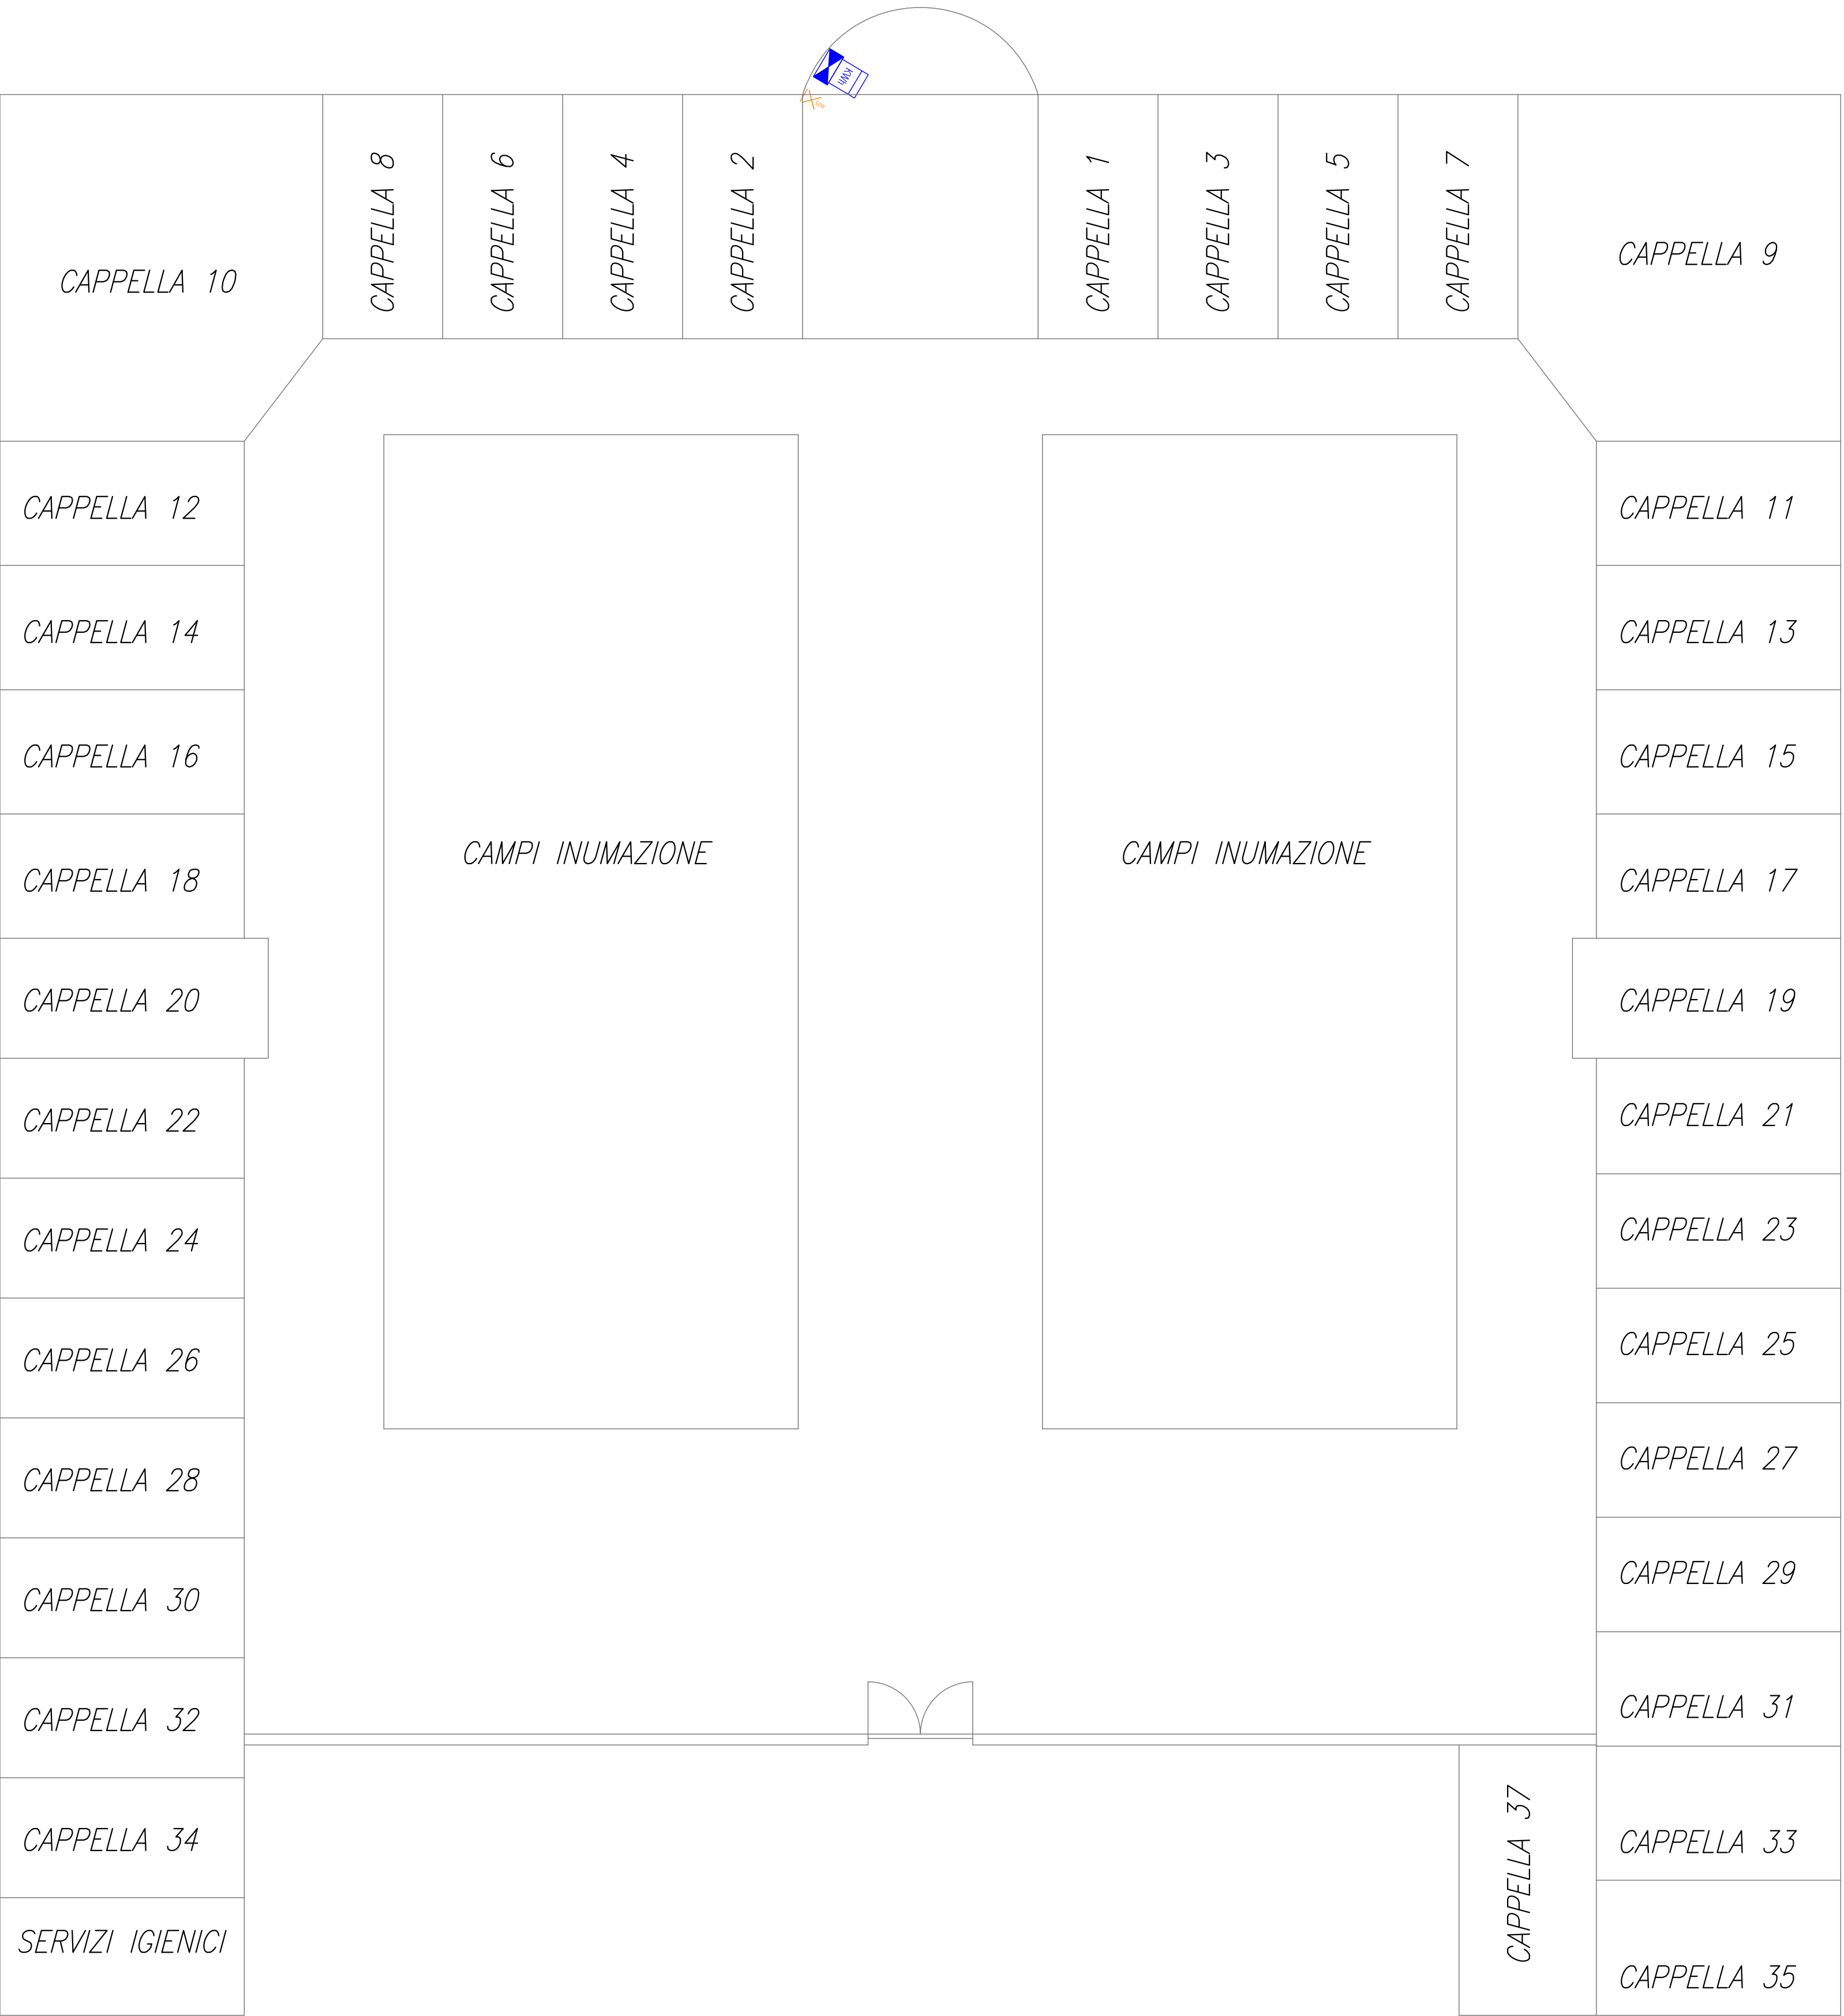 KWh
CAPPELLA 10
CAPPELLA 8
CAPPELLA 6
CAPPELLA 4
CAPPELLA 2
CAPPELLA 1
CAPPELLA 3
CAPPELLA 5
CAPPELLA 7
CAPPELLA 9
CAPPELLA 12
CAPPELLA 11
CAPPELLA 14
CAPPELLA 13
CAPPELLA 16
CAPPELLA 15
CAPPELLA 18
CAMPI INUMAZIONE
CAMPI INUMAZIONE
CAPPELLA 17
CAPPELLA 20
CAPPELLA 19
CAPPELLA 22
CAPPELLA 21
CAPPELLA 24
CAPPELLA 23
CAPPELLA 26
CAPPELLA 25
CAPPELLA 28
CAPPELLA 27
CAPPELLA 30
CAPPELLA 29
CAPPELLA 32
CAPPELLA 31
CAPPELLA 34
CAPPELLA 33
CAPPELLA 37
SERVIZI IGIENICI
CAPPELLA 35